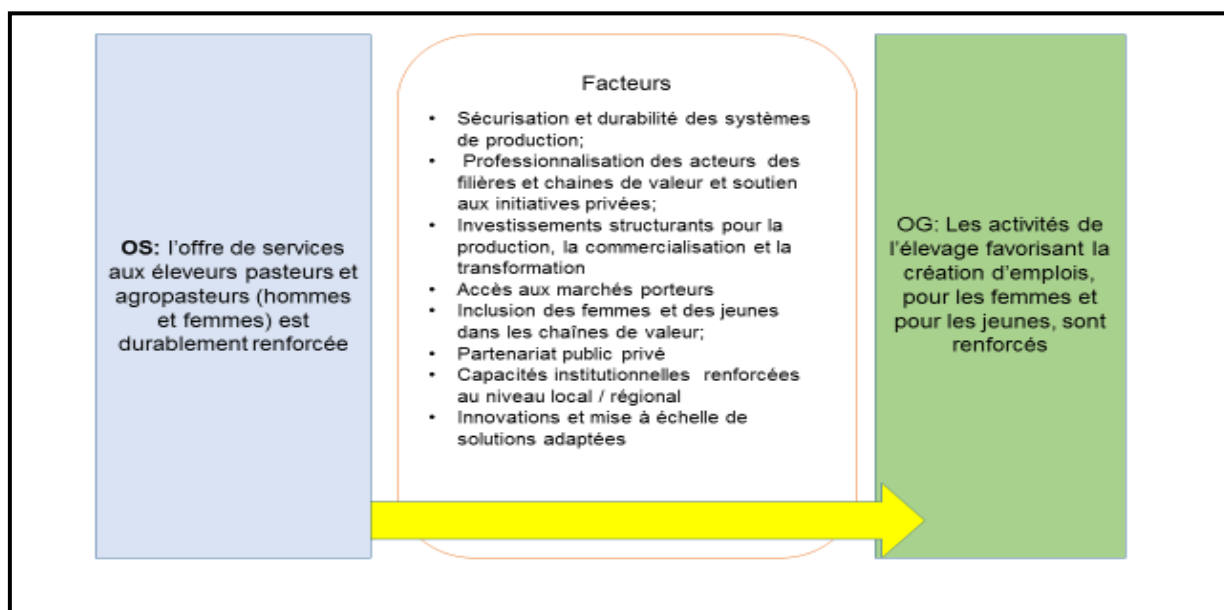 OS: l'offre de services
aux éleveurs pasteurs et
agropasteurs (hommes
et femmes) est
durablement renforcée
Facteurs
• Sécurisation et durabilité des systèmes
de production;
• Professionnalisation des acteurs des
filières et chaines de valeur et soutien
aux initiatives privées;
• Investissements structurants pour la
production, la commercialisation et la
transformation
• Accès aux marchés porteurs
• Inclusion des femmes et des jeunes
dans les chaînes de valeur;
• Partenariat public privé
• Capacités institutionnelles renforcées
au niveau local / régional
• Innovations et mise à échelle de
solutions adaptées
OG: Les activités de
l'élevage favorisant la
création d'emplois,
pour les femmes et
pour les jeunes, sont
renforcés